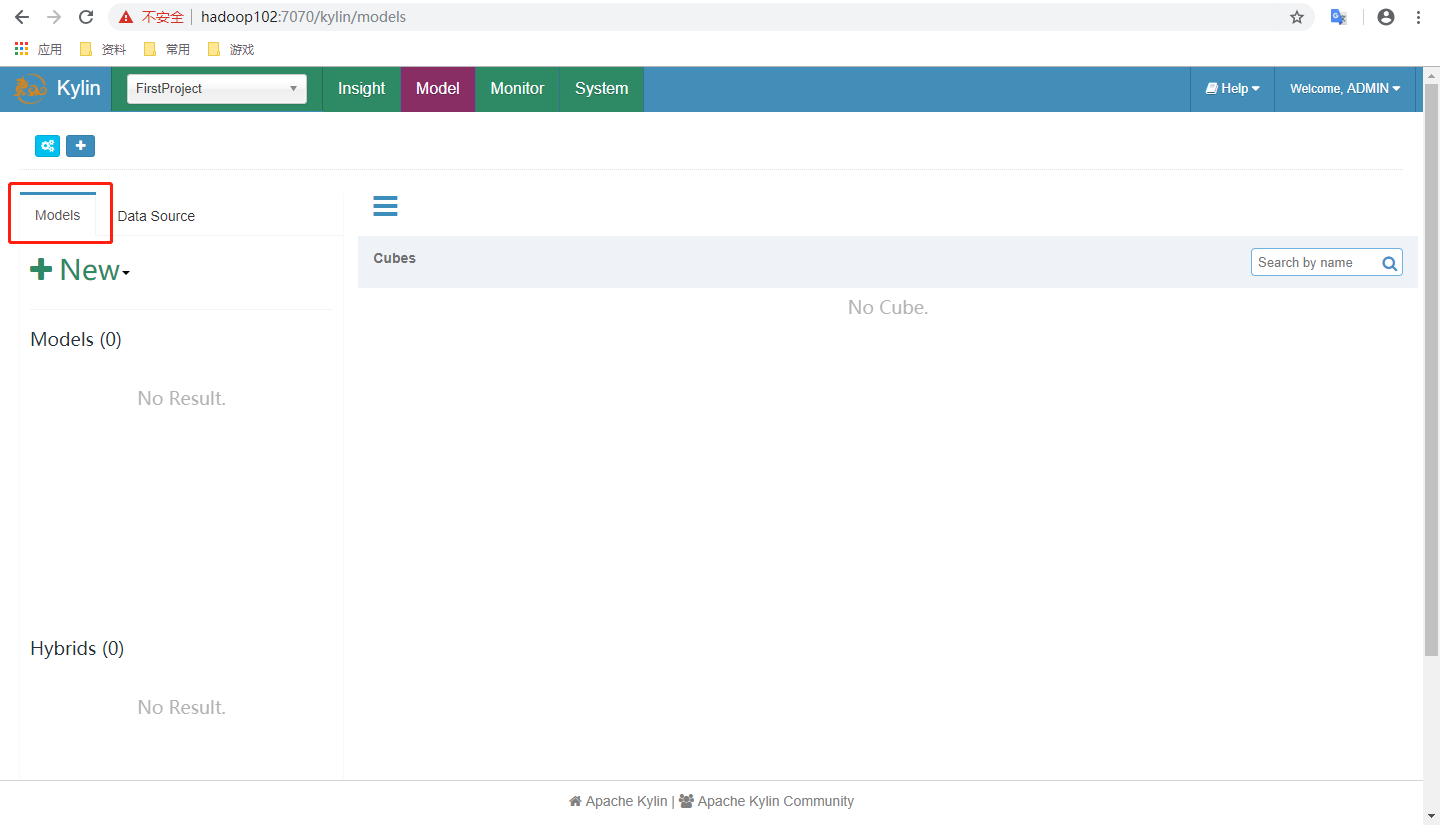 不安全 hadoop102:7070/kylin/models
应用 资料 常用 游戏
Kylin FirstProject Insight Model Monitor System Help Welcome, ADMIN
Models Data Source
New
Cubes Search by name
No Cube.
Models (0)
No Result.
Hybrids (0)
No Result.
Apache Kylin | Apache Kylin Community